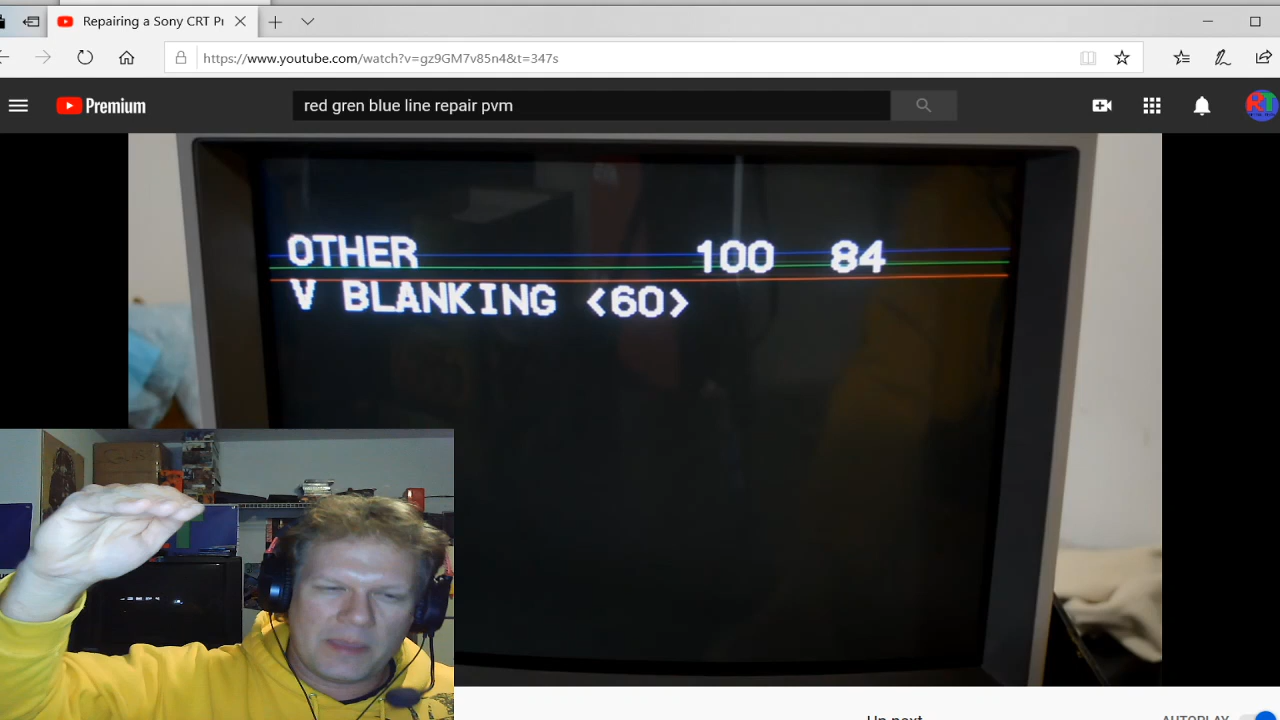 Repairing a Sony CRT Pr
https://www.youtube.com/watch?v=gz9GM7v85n4&t=347s
Premium
red gren blue line repair pvm
RT
OTHER 100 84
V BLANKING <60>
Up next
AUTOPLAY